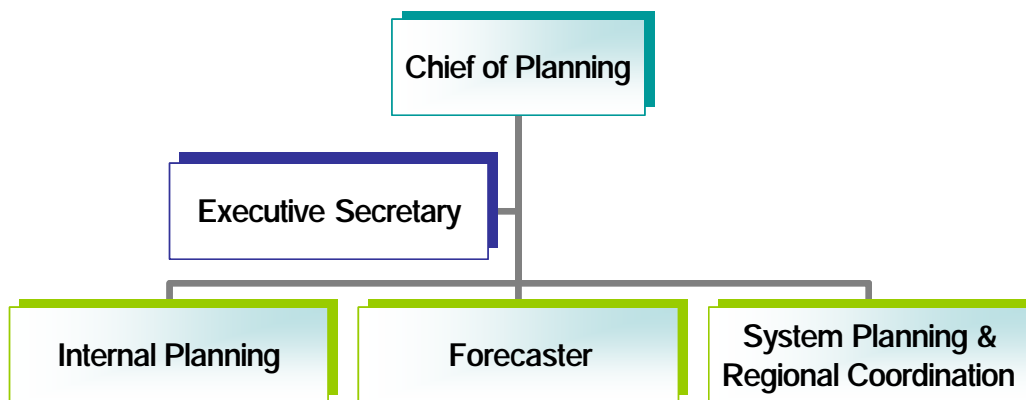 Chief of Planning
Executive Secretary
Internal Planning
Forecaster
System Planning &
Regional Coordination